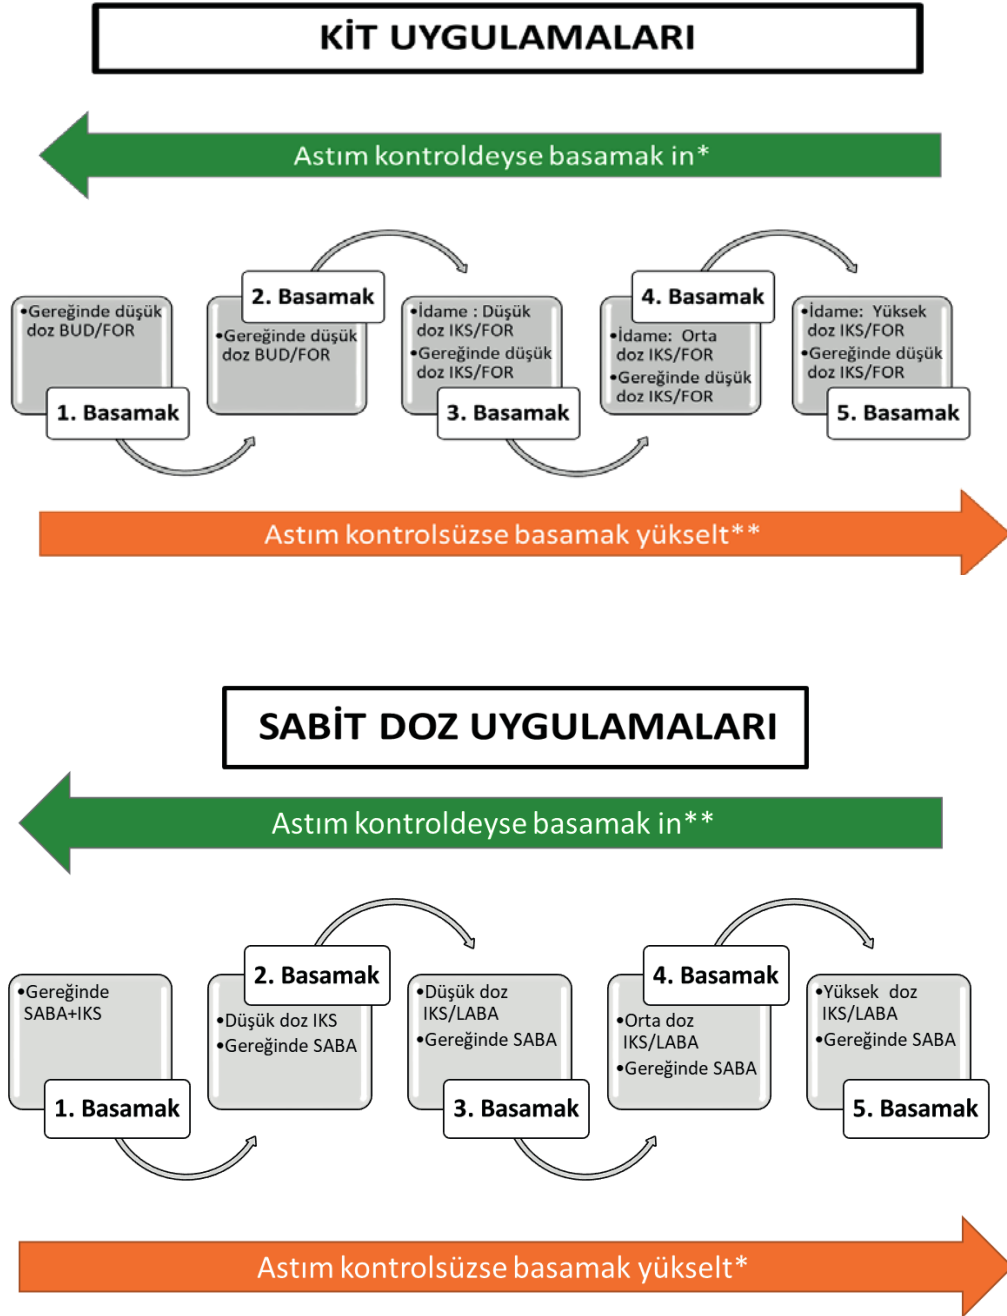 KİT UYGULAMALARI
Astım kontroldeyse basamak in*
•Gereğinde düşük
doz BUD/FOR
1. Basamak
2. Basamak
•Gereğinde düşük
doz BUD/FOR
•İdame : Düşük
doz IKS/FOR
•Gereğinde düşük
doz IKS/FOR
3. Basamak
4. Basamak
•İdame: Orta
doz IKS/FOR
•Gereğinde düşük
doz IKS/FOR
•İdame: Yüksek
doz IKS/FOR
•Gereğinde düşük
doz IKS/FOR
5. Basamak
Astım kontrolsüzse basamak yükselt**
SABİT DOZ UYGULAMALARI
Astım kontroldeyse basamak in**
•Gereğinde
SABA+IKS
1. Basamak
2. Basamak
•Düşük doz IKS
•Gereğinde SABA
•Düşük doz
IKS/LABA
•Gereğinde SABA
3. Basamak
4. Basamak
•Orta doz
IKS/LABA
•Gereğinde SABA
•Yüksek doz
IKS/LABA
•Gereğinde SABA
5. Basamak
Astım kontrolsüzse basamak yükselt*